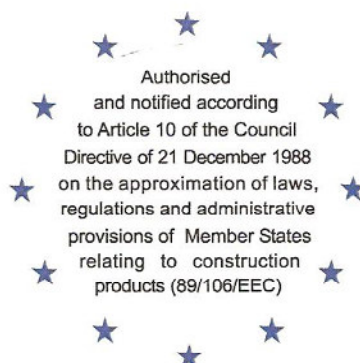 Authorised
and notified according
to Article 10 of the Council
Directive of 21 December 1988
on the approximation of laws,
regulations and administrative
provisions of Member States
relating to construction
products (89/106/EEC)